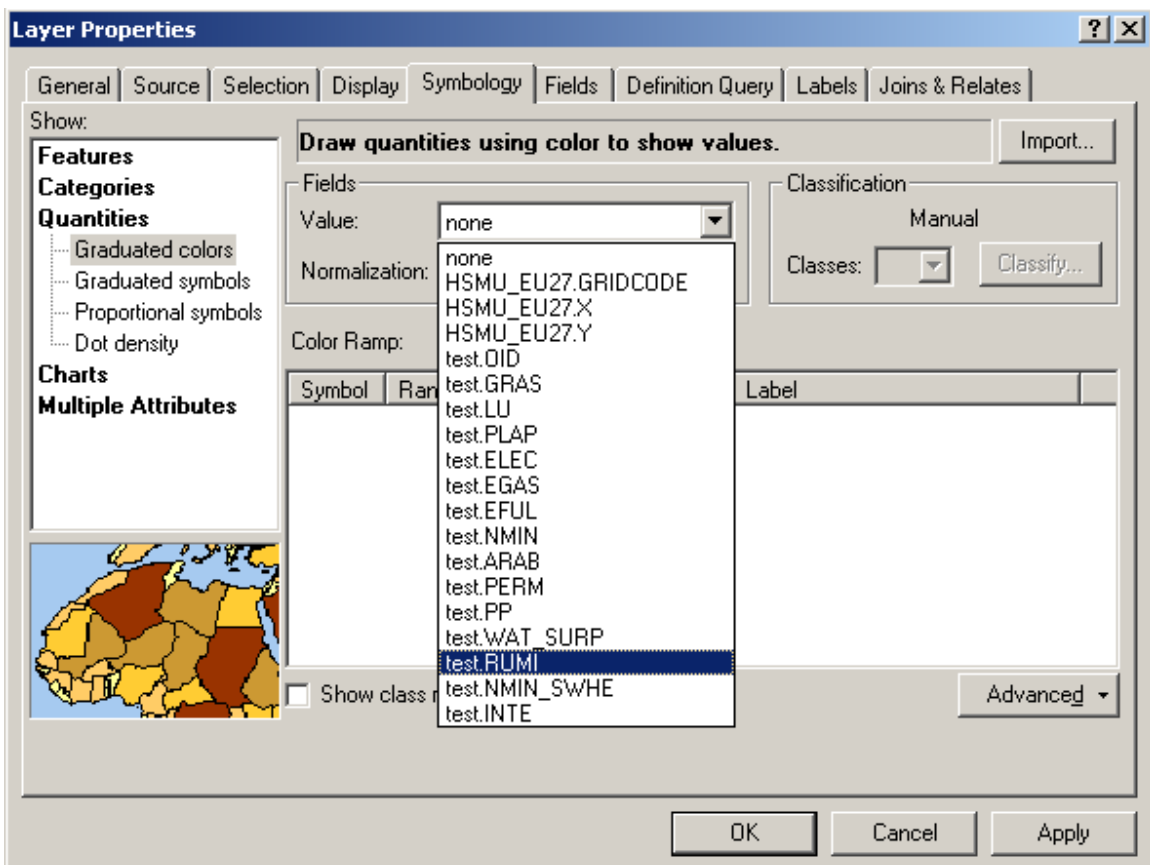 Layer Properties
General Source Selection Display Symbology Fields Definition Query Labels Joins & Relates
Show:
Features
Categories
Quantities
Graduated colors
Graduated symbols
Proportional symbols
Dot density
Charts
Multiple Attributes
Draw quantities using color to show values.
Import...
Fields
Value:
none
Normalization:
none
HSMU_EU27.GRIDCODE
HSMU_EU27.X
HSMU_EU27.Y
test.OID
test.GRAS
test.LU
test.PLAP
test.ELEC
test.EGAS
test.EFUL
test.NMIN
test.ARAB
test.PERM
test.PP
test.WAT_SURP
test.RUMI
test.NMIN_SWHE
test.INTE
Classification
Manual
Classes:
Classify...
Color Ramp:
Symbol Ran Label
Show class r
Advanced
OK Cancel Apply